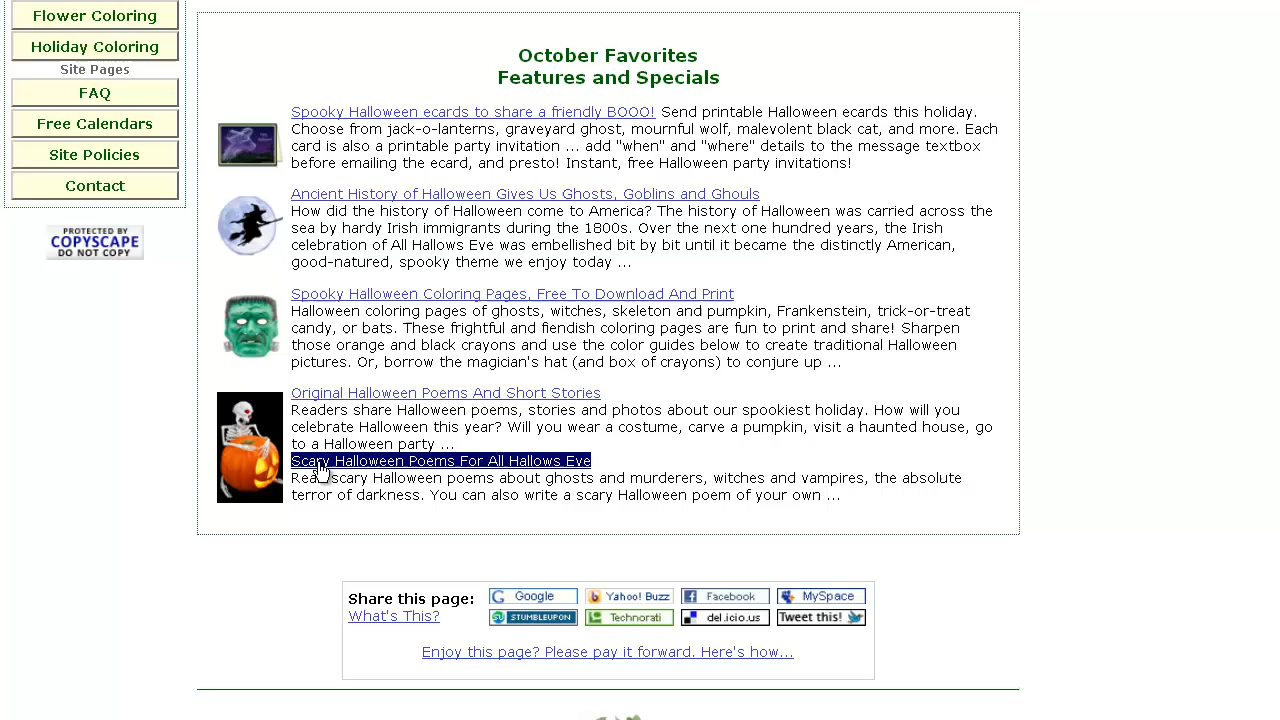 Flower Coloring
Holiday Coloring
Site Pages
FAQ
Free Calendars
Site Policies
Contact
PROTECTED BY
COPYSCAPE
DO NOT COPY
October Favorites
Features and Specials
Spooky Halloween ecards to share a friendly BOOO! Send printable Halloween ecards this holiday.
Choose from jack-o-lanterns, graveyard ghost, mournful wolf, malevolent black cat, and more. Each
card is also a printable party invitation ... add "when" and "where" details to the message textbox
before emailing the ecard, and presto! Instant, free Halloween party invitations!
Ancient History of Halloween Gives Us Ghosts, Goblins and Ghouls
How did the history of Halloween come to America? The history of Halloween was carried across the
sea by hardy Irish immigrants during the 1800s. Over the next one hundred years, the Irish
celebration of All Hallows Eve was embellished bit by bit until it became the distinctly American,
good-natured, spooky theme we enjoy today ...
Spooky Halloween Coloring Pages, Free To Download And Print
Halloween coloring pages of ghosts, witches, skeleton and pumpkin, Frankenstein, trick-or-treat
candy, or bats. These frightful and fiendish coloring pages are fun to print and share! Sharpen
those orange and black crayons and use the color guides below to create traditional Halloween
pictures. Or, borrow the magician's hat (and box of crayons) to conjure up ...
Original Halloween Poems And Short Stories
Readers share Halloween poems, stories and photos about our spookiest holiday. How will you
celebrate Halloween this year? Will you wear a costume, carve a pumpkin, visit a haunted house, go
to a Halloween party ...
Scary Halloween Poems For All Hallows Eve
Read scary Halloween poems about ghosts and murderers, witches and vampires, the absolute
terror of darkness. You can also write a scary Halloween poem of your own ...
Share this page:
What's This?
Google
Yahoo! Buzz
Facebook
MySpace
STUMBLEUPON
Technorati
del.icio.us
Tweet this!
Enjoy this page? Please pay it forward. Here's how...